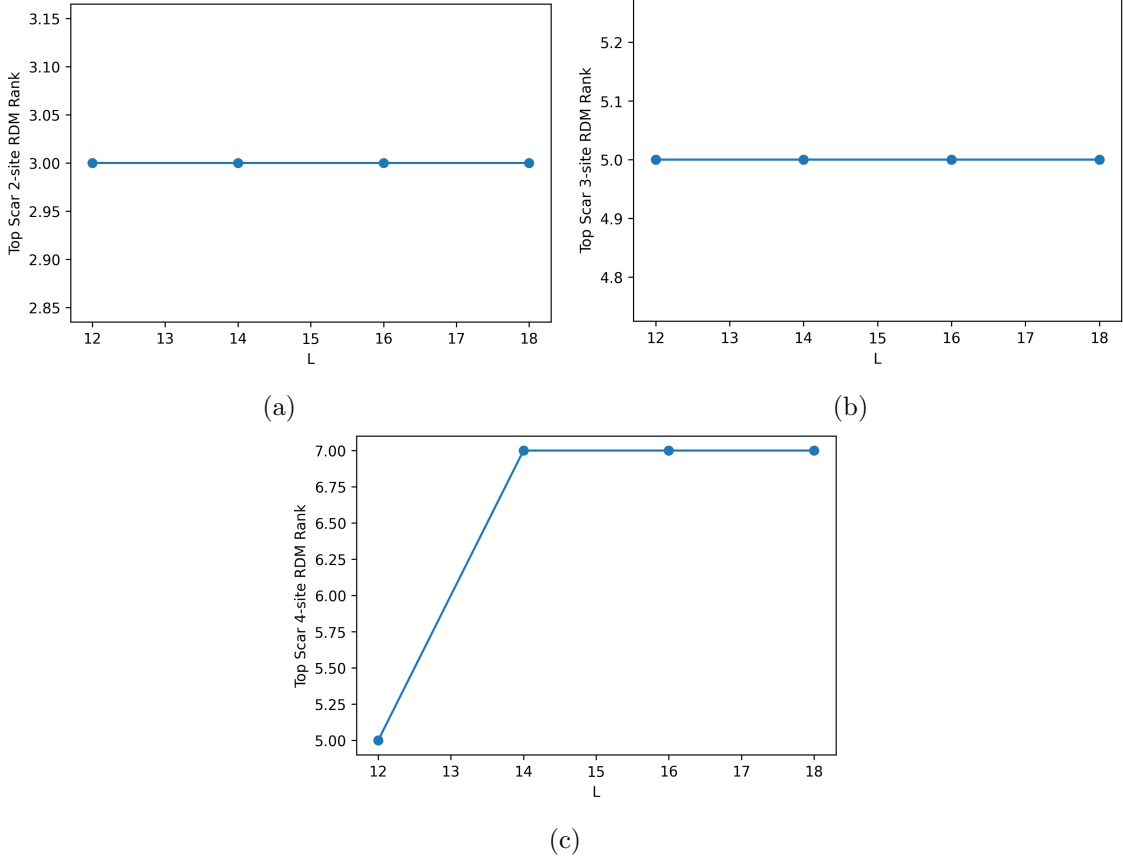 Top Scar 2-site RDM Rank
3.15
3.10
3.05
3.00
2.95
2.90
2.85
12 13 14 15 16 17 18
L
(a)
Top Scar 3-site RDM Rank
5.2
5.1
5.0
4.9
4.8
12 13 14 15 16 17 18
L
(b)
Top Scar 4-site RDM Rank
7.00
6.75
6.50
6.25
6.00
5.75
5.50
5.25
5.00
12 13 14 15 16 17 18
L
(c)